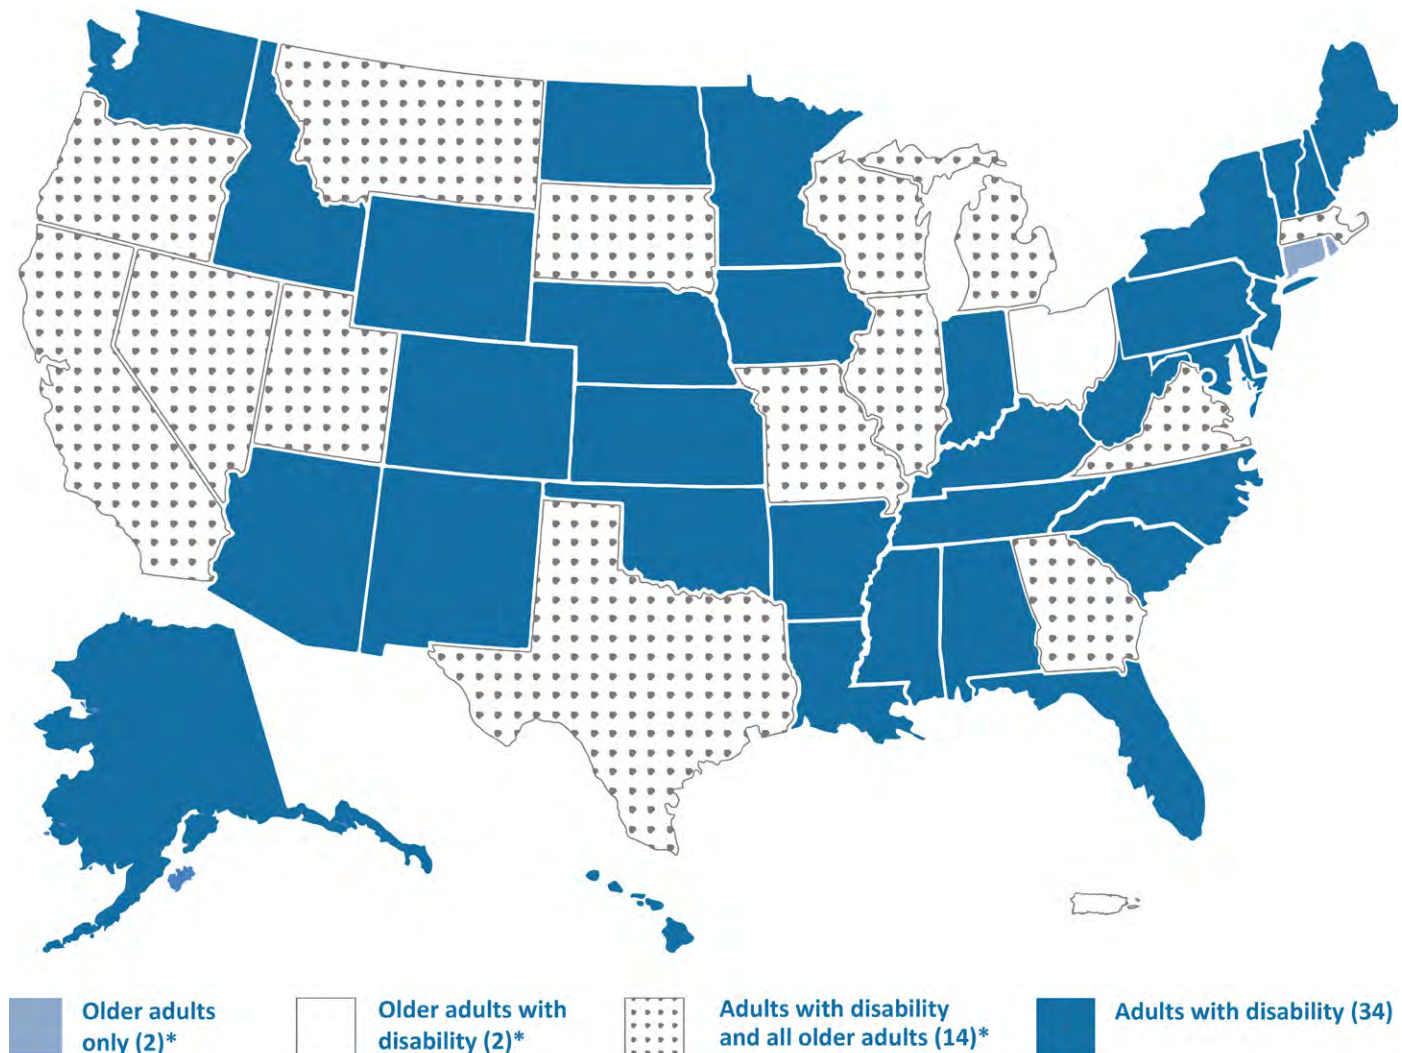 Older adults
only (2)*
Older adults with
disability (2)*
Adults with disability
and all older adults (14)*
Adults with disability (34)